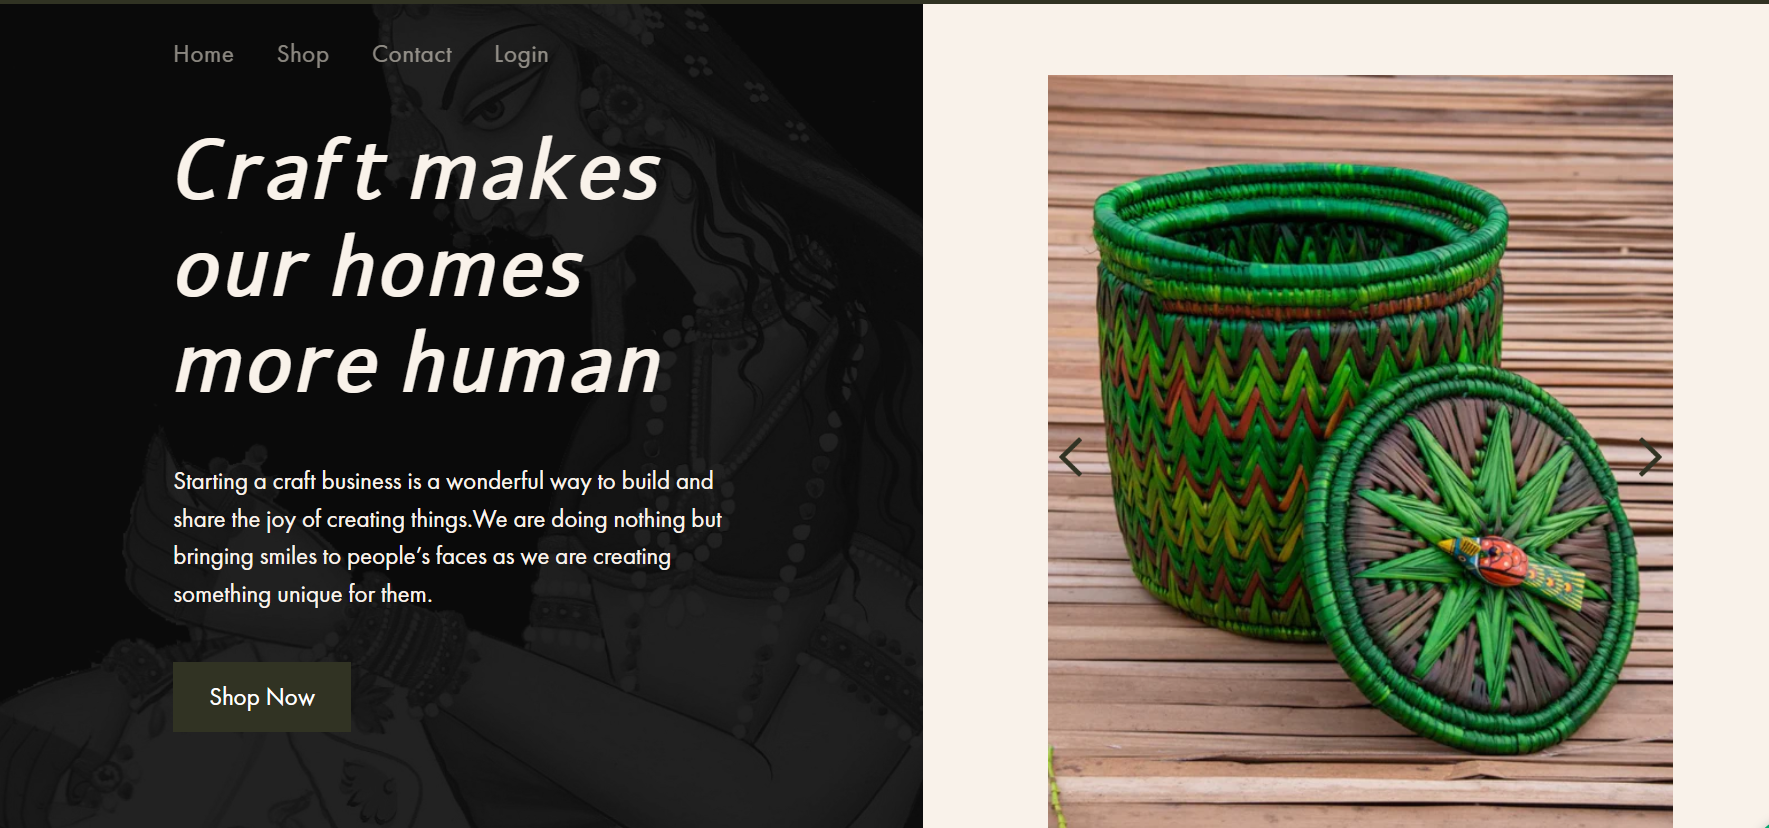 Home Shop Contact Login
Craft makes
our homes
more human
Starting a craft business is a wonderful way to build and
share the joy of creating things.We are doing nothing but
bringing smiles to people’s faces as we are creating
something unique for them.
Shop Now